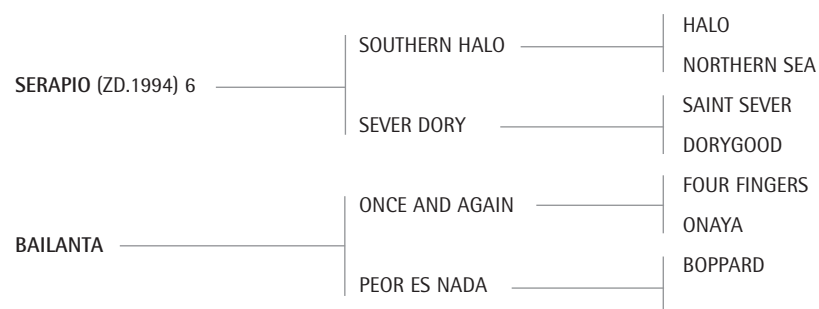 HALO
SOUTHERN HALO
NORTHERN SEA
SERAPIO (ZD.1994) 6
SAINT SEVER
SEVER DORY
DORYGOOD
FOUR FINGERS
ONCE AND AGAIN
ONAYA
BAILANTA
BOPPARD
PEOR ES NADA